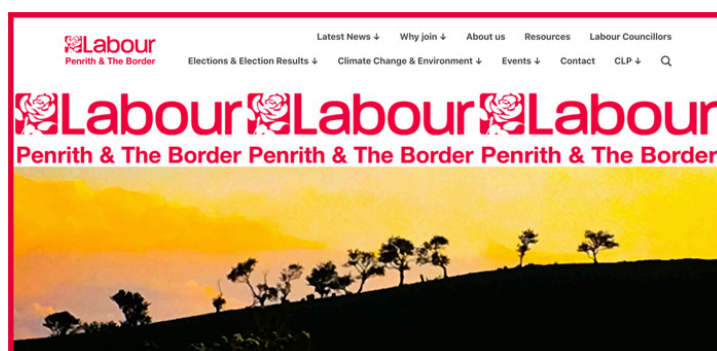 Labour
Penrith & The Border
Latest News ↓ Why join ↓ About us Resources Labour Councillors
Elections & Election Results ↓ Climate Change & Environment ↓ Events ↓ Contact CLP ↓
Labour Labour Labour
Penrith & The Border Penrith & The Border Penrith & The Border